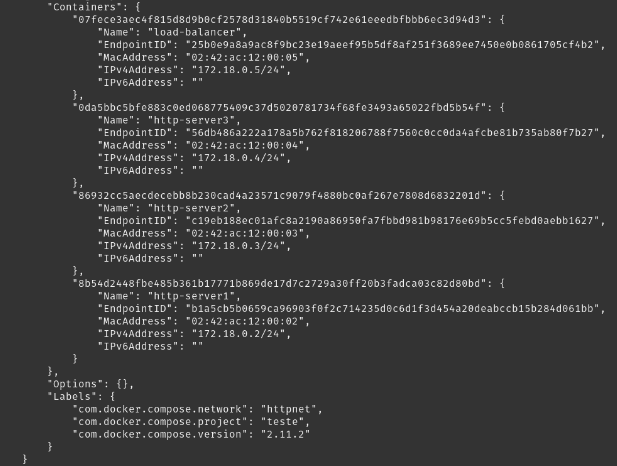 "Containers": {
"07fece3aec4f815d8d9b0cf2578d31840b5519cf742e61eeedbfbbb6ec3d94d3": {
"Name": "load-balancer",
"EndpointID": "25b0e9a8a9ac8f9bc23e19aeef95b5df8af251f3689ee7450e0b0861705cf4b2",
"MacAddress": "02:42:ac:12:00:05",
"IPv4Address": "172.18.0.5/24",
"IPv6Address": ""
},
"0da5bbc5bfe883c0ed068775409c37d5020781734f68fe3493a65022fbd5b54f": {
"Name": "http-server3",
"EndpointID": "56db486a222a178a5b762f818206788f7560c0cc0da4afcbe81b735ab80f7b27",
"MacAddress": "02:42:ac:12:00:04",
"IPv4Address": "172.18.0.4/24",
"IPv6Address": ""
},
"86932cc5aecdecebb8b230cad4a23571c9079f4880bc0af267e7808d6832201d": {
"Name": "http-server2",
"EndpointID": "c19eb188ec01afc8a2190a86950fa7fbbd981b98176e69b5cc5febd0aebb1627",
"MacAddress": "02:42:ac:12:00:03",
"IPv4Address": "172.18.0.3/24",
"IPv6Address": ""
},
"8b54d2448fbe485b361b17771b869de17d7c2729a30ff20b3fadca03c82d80bd": {
"Name": "http-server1",
"EndpointID": "b1a5cb5b0659ca96903f0f2c714235d0c6d1f3d454a20deabccb15b284d061bb",
"MacAddress": "02:42:ac:12:00:02",
"IPv4Address": "172.18.0.2/24",
"IPv6Address": ""
}
},
"Options": {},
"Labels": {
"com.docker.compose.network": "httpnet",
"com.docker.compose.project": "teste",
"com.docker.compose.version": "2.11.2"
}
}